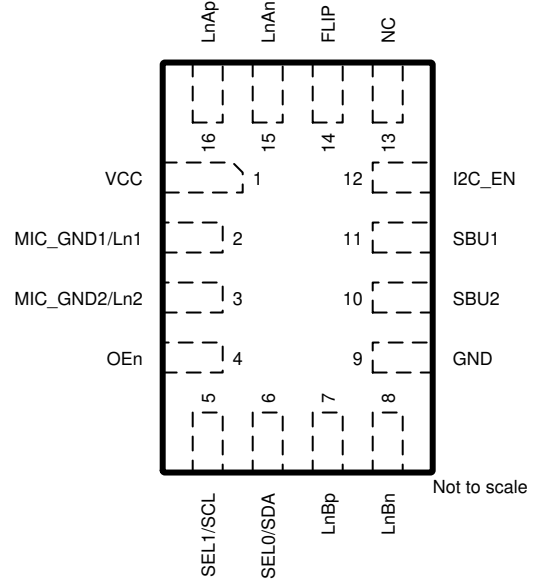 LnAp LnAn FLIP NC
16 15 14 13
VCC 1 12 I2C_EN
MIC_GND1/Ln1 2 11 SBU1
MIC_GND2/Ln2 3 10 SBU2
OEn 4 9 GND
5 6 7 8
SEL1/SCL SEL0/SDA LnBp LnBn
Not to scale